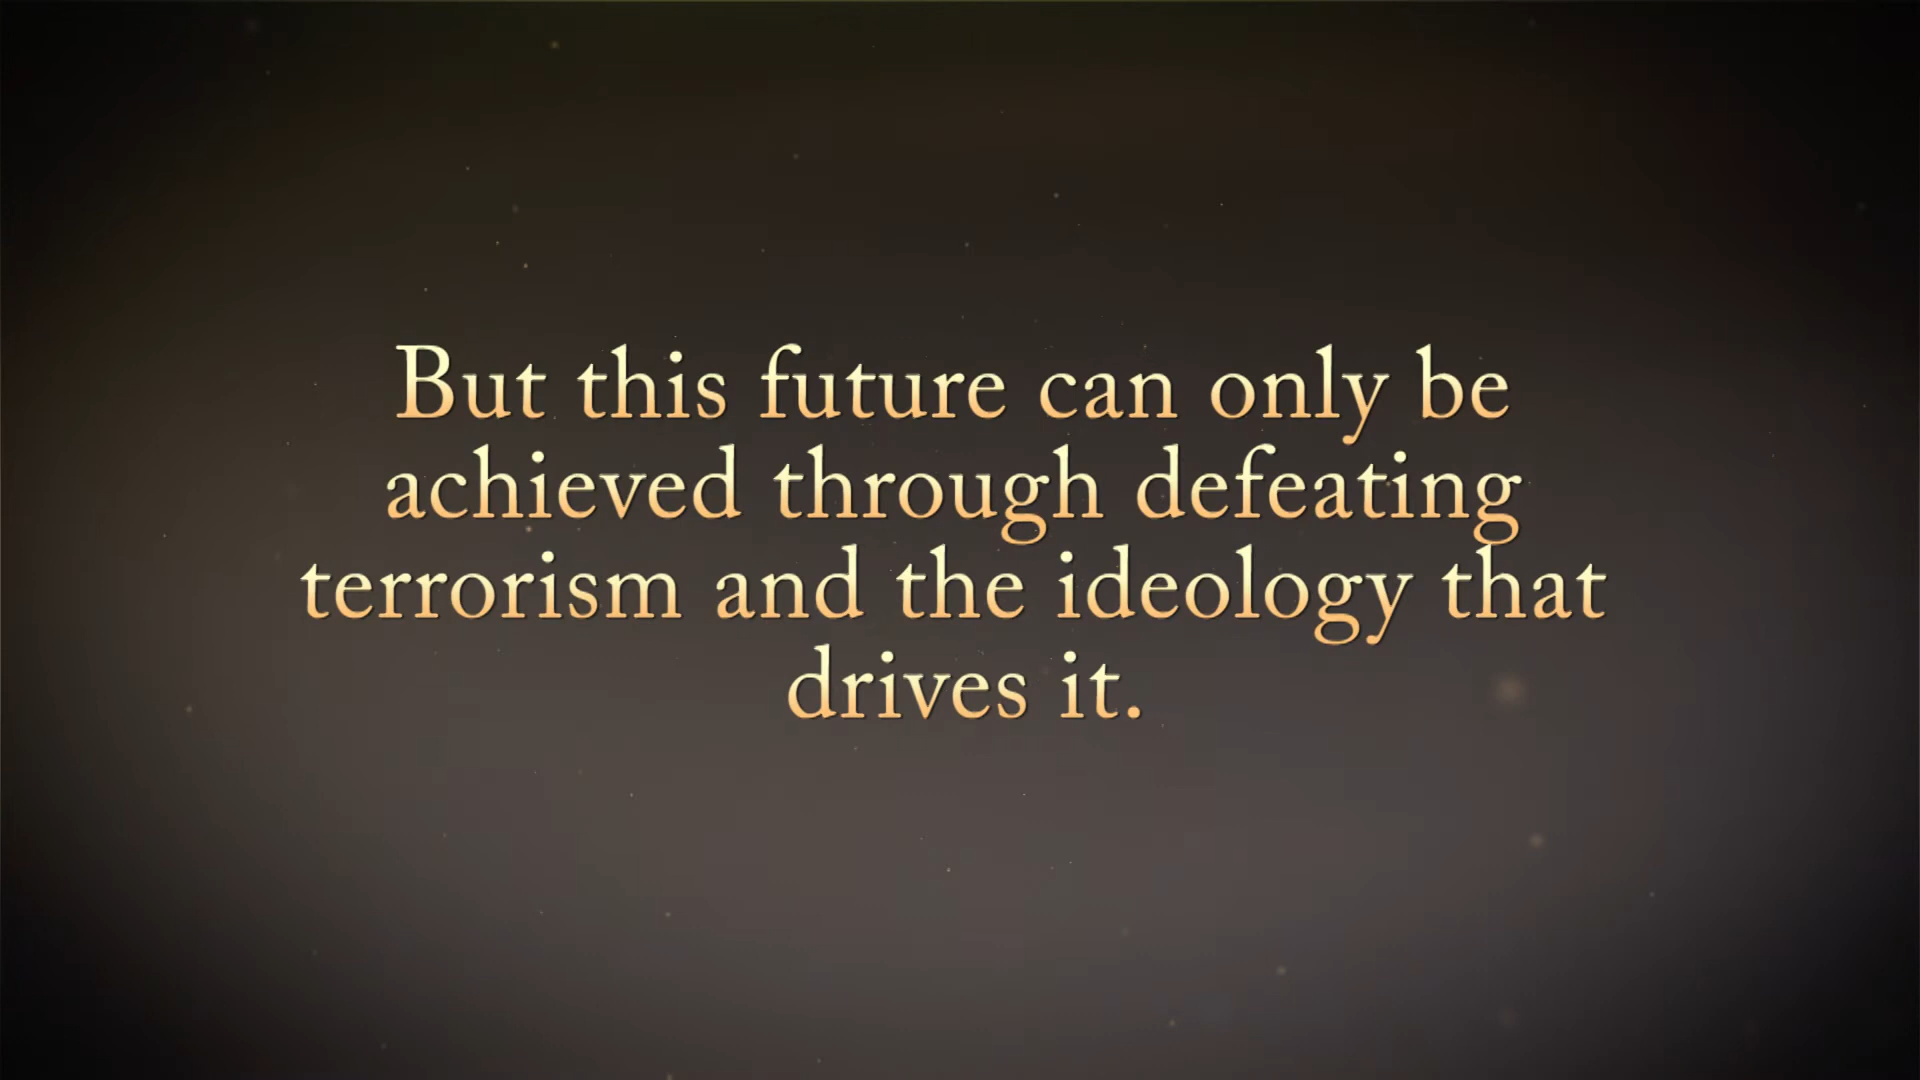 But this future can only be
achieved through defeating
terrorism and the ideology that
drives it.